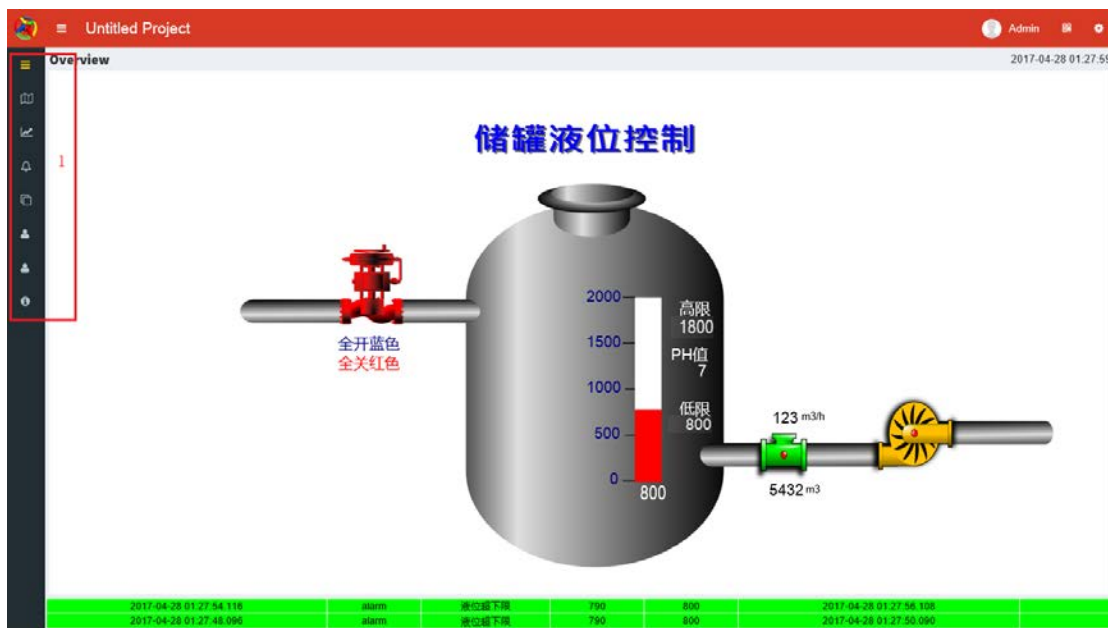 Untitled Project
Admin
Overview
2017-04-28 01:27:59
1
储罐液位控制
全开蓝色
全关红色
2000
1500
1000
500
0
800
高限
1800
PH值
7
低限
800
123 m3/h
5432 m3
2017-04-28 01:27:54.116 alarm 液位超下限 790 800 2017-04-28 01:27:56.108
2017-04-28 01:27:48.096 alarm 液位超下限 790 800 2017-04-28 01:27:50.090